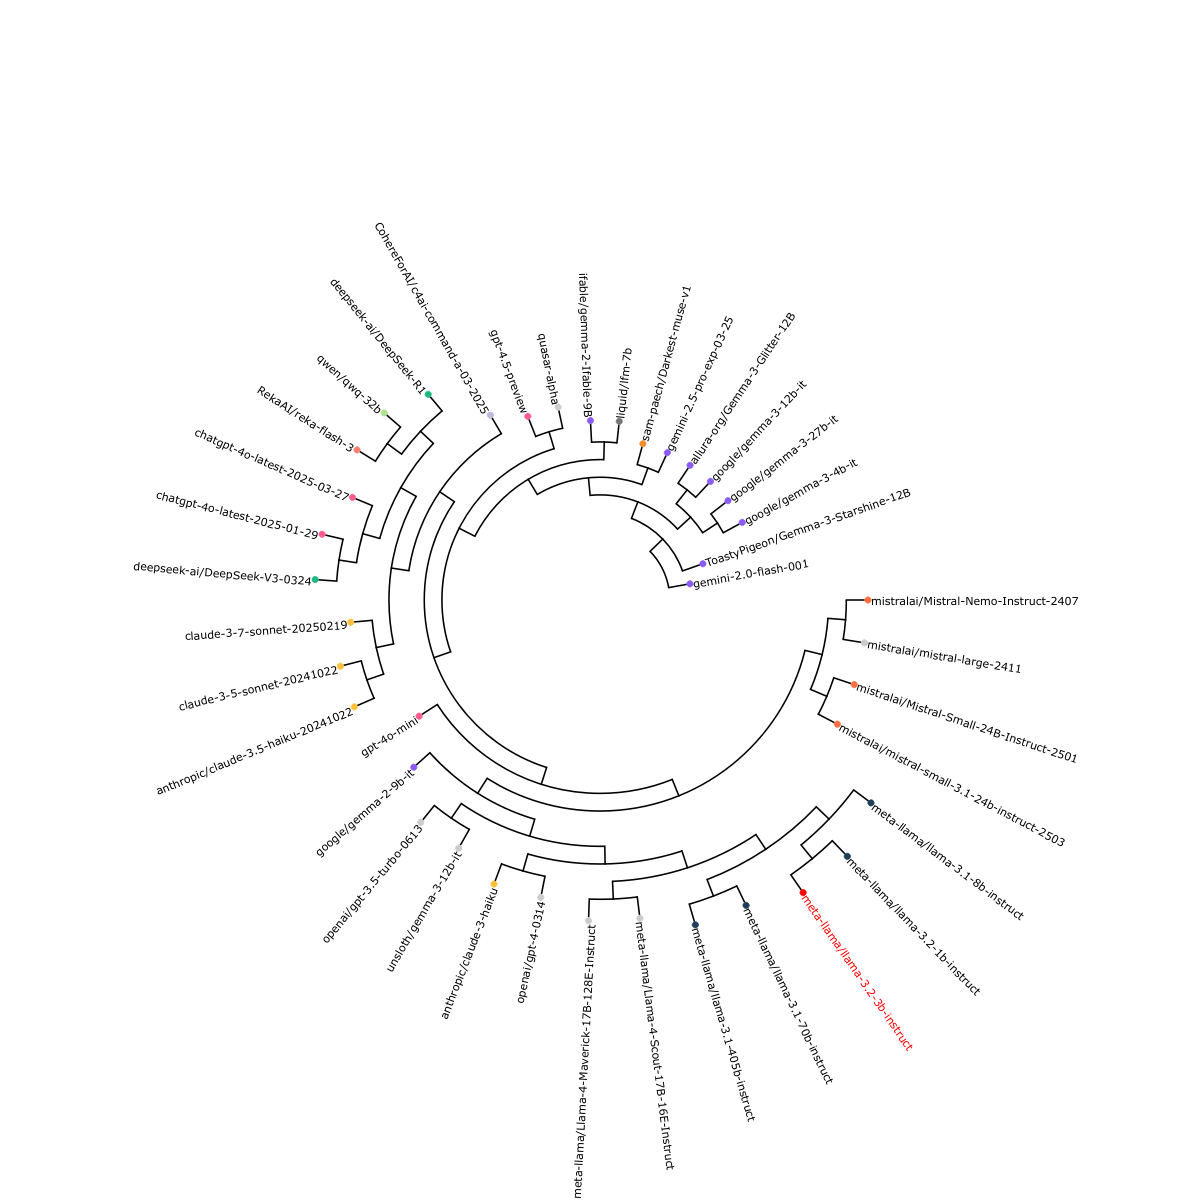 CohereForAI/c4ai-command-a-03-2025
deepseek-ai/DeepSeek-R1
qwen/qwq-32b
RekaAI/reka-flash-3
chatgpt-4o-latest-2025-03-27
chatgpt-4o-latest-2025-01-29
deepseek-ai/DeepSeek-V3-0324
claude-3-7-sonnet-20250219
claude-3-5-sonnet-20241022
anthropic/claude-3.5-haiku-20241022
gpt-4o-mini
google/gemma-2-9b-it
openai/gpt-3.5-turbo-0613
unsloth/gemma-3-12b-it
anthropic/claude-3-haiku
openai/gpt-4-0314
meta-llama/Llama-4-Maverick-17B-128E-Instruct
meta-llama/Llama-4-Scout-17B-16E-Instruct
meta-llama/llama-3.1-405b-instruct
meta-llama/llama-3.1-70b-instruct
meta-llama/llama-3.2-3b-instruct
meta-llama/llama-3.2-1b-instruct
meta-llama/llama-3.1-8b-instruct
mistralai/mistral-small-3.1-24b-instruct-2503
mistralai/Mistral-Small-24B-Instruct-2501
mistralai/mistral-large-2411
mistralai/Mistral-Nemo-Instruct-2407
gemini-2.0-flash-001
ToastyPigeon/Gemma-3-Starshine-12B
google/gemma-3-4b-it
google/gemma-3-27b-it
google/gemma-3-12b-it
allura-org/Gemma-3-Glitter-12B
gemini-2.5-pro-exp-03-25
sam-paech/Darkest-muse-v1
liquid/lfm-7b
ifable/gemma-2-Ifable-9B
quasar-alpha
gpt-4.5-preview